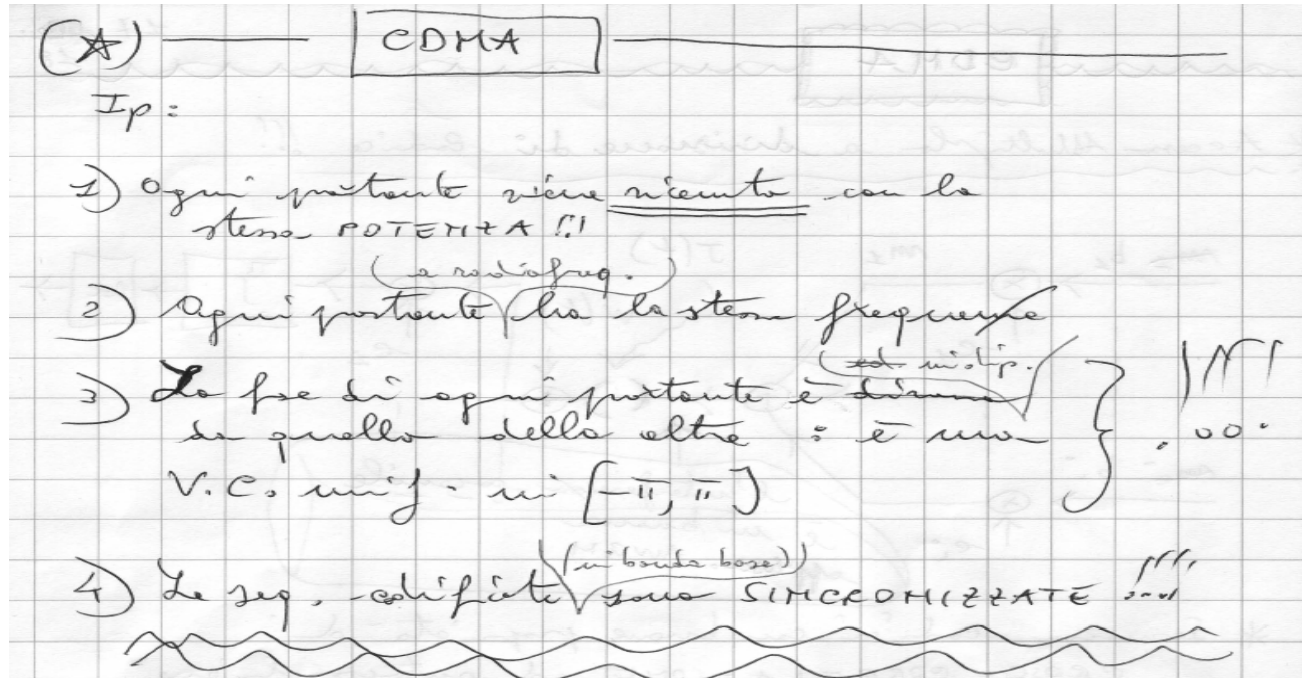 (☆) CDMA
Ip:
1) Ogni portante viene ricevuta con la
stessa POTENZA !!!
(a radiofreq.)
2) Ogni portante ha la stessa frequenza
(ed indip.
3) La fase di ogni portante è diversa
da quella delle altre : è una
V.C. unif. in [-π, π]
(in banda base)
4) Le seq. codificate sono SINCRONIZZATE !!!!